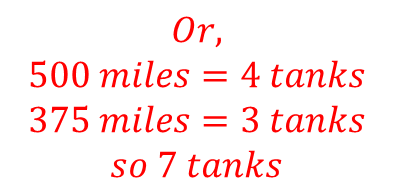 Or,
500 miles = 4 tanks
375 miles = 3 tanks
so 7 tanks